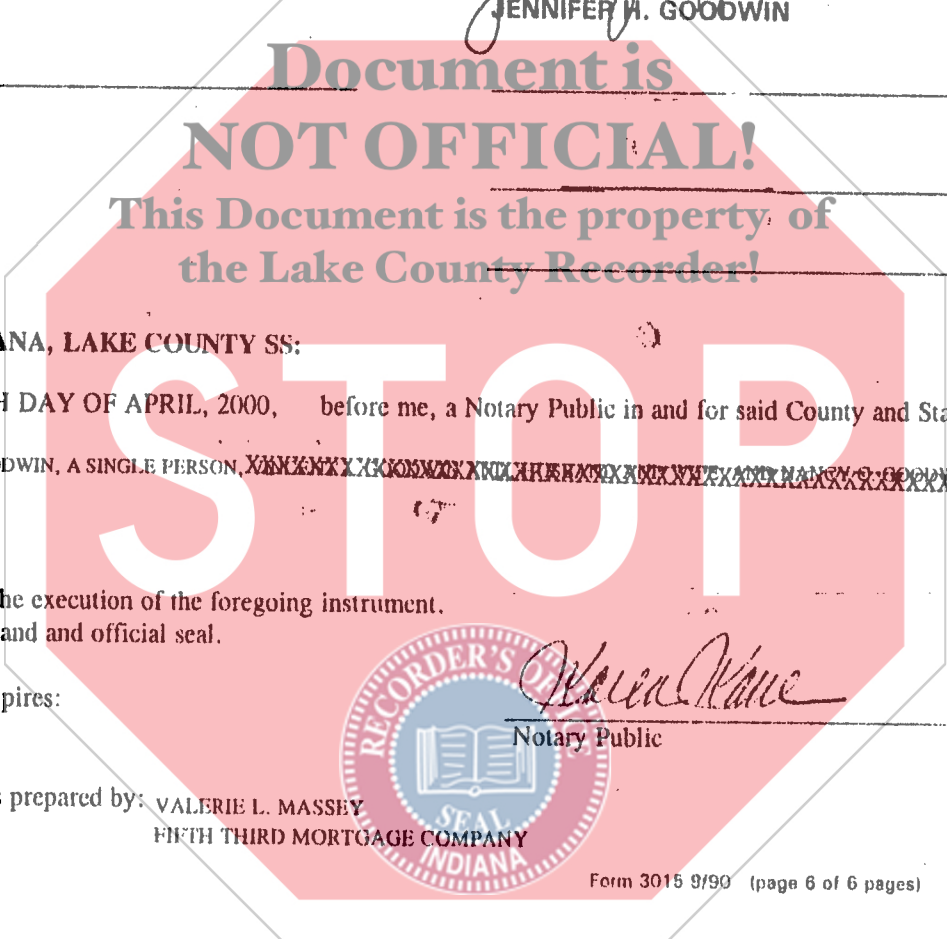 JENNIFER H. GOODWIN
Document is
NOT OFFICIAL!
This Document is the property of
the Lake County Recorder!
ANA, LAKE COUNTY SS:
H DAY OF APRIL, 2000, before me, a Notary Public in and for said County and Sta
DWIN, A SINGLE PERSON,
STOP
he execution of the foregoing instrument.
and and official seal.
RECORDER'S OFFICE
Karen Kane
pires:
Notary Public
s prepared by: VALERIE L. MASSEY
FIFTH THIRD MORTGAGE COMPANY
SEAL
INDIANA
Form 3015 9/90 (page 6 of 6 pages)